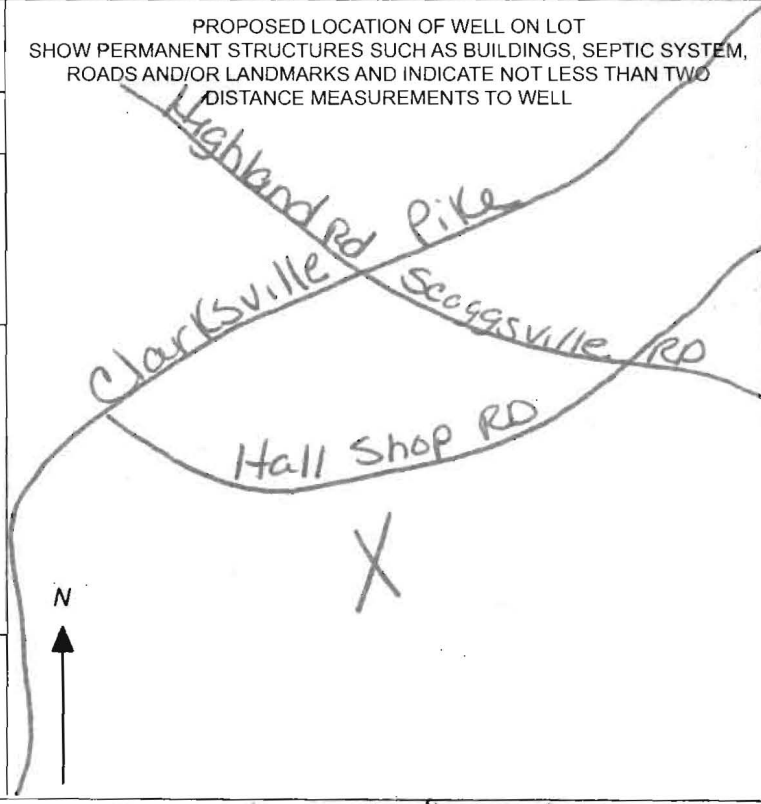 PROPOSED LOCATION OF WELL ON LOT
SHOW PERMANENT STRUCTURES SUCH AS BUILDINGS, SEPTIC SYSTEM,
ROADS AND/OR LANDMARKS AND INDICATE NOT LESS THAN TWO
DISTANCE MEASUREMENTS TO WELL
Highland Rd
Clarksville Pike
Scaggsville RD
Hall Shop RD
X
N